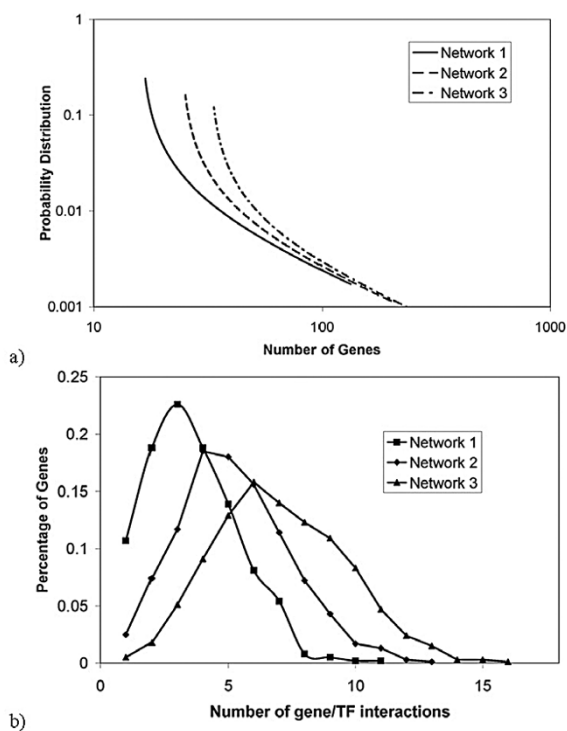 1
0.1
0.01
0.001
Probability Distribution
10
100
1000
Number of Genes
Network 1
Network 2
Network 3
a)
0.25
0.2
0.15
0.1
0.05
0
Percentage of Genes
0
5
10
15
Number of gene/TF interactions
Network 1
Network 2
Network 3
b)